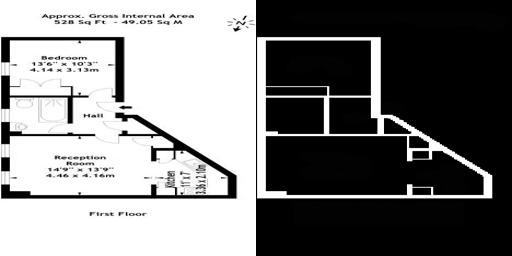 Approx. Gross Internal Area
528 Sq Ft - 49.05 Sq M
N
Bedroom
13'6" x 10'3"
4.14 x 3.13m
Hall
Reception
Room
14'9" x 13'9"
4.46 x 4.16m
Kitchen
11' x 7'
3.36 x 2.10m
First Floor